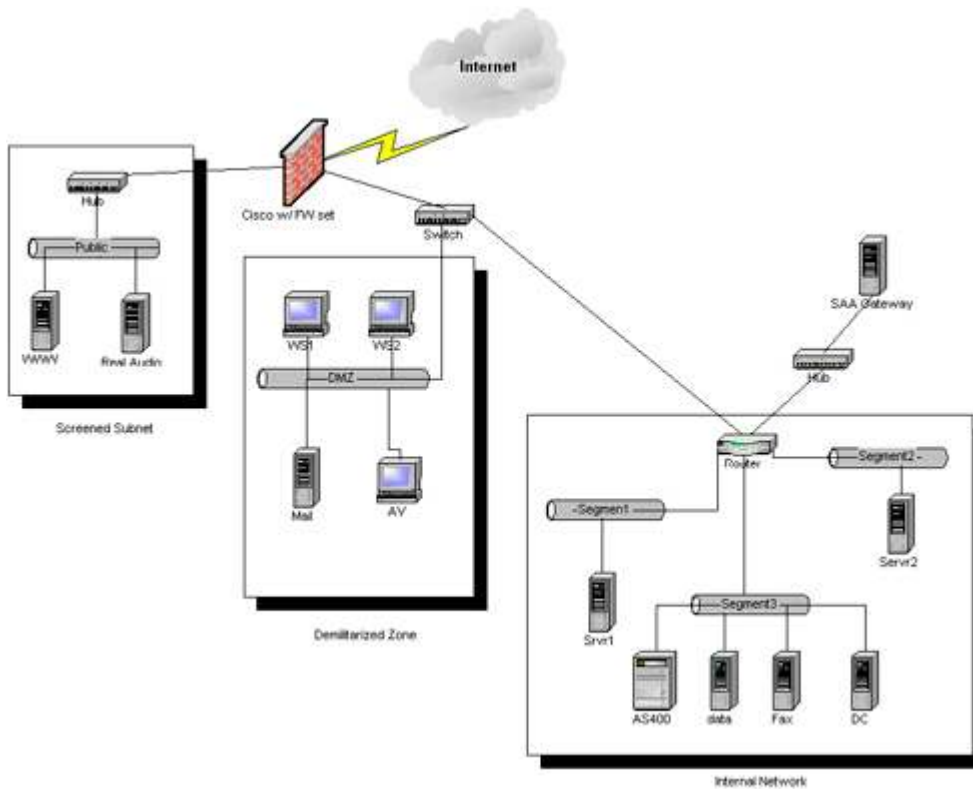 Internet
Hub
Cisco w/ FW set
Public
Switch
SAA Gateway
WWW
Real Audio
WS1
WS2
Hub
DMZ
Screened Subnet
Router
Segment2
Mail
AV
Segmen1
Servr2
Segment3
Demilitarized Zone
Srvr1
AS400
data
Fax
DC
Internal Network